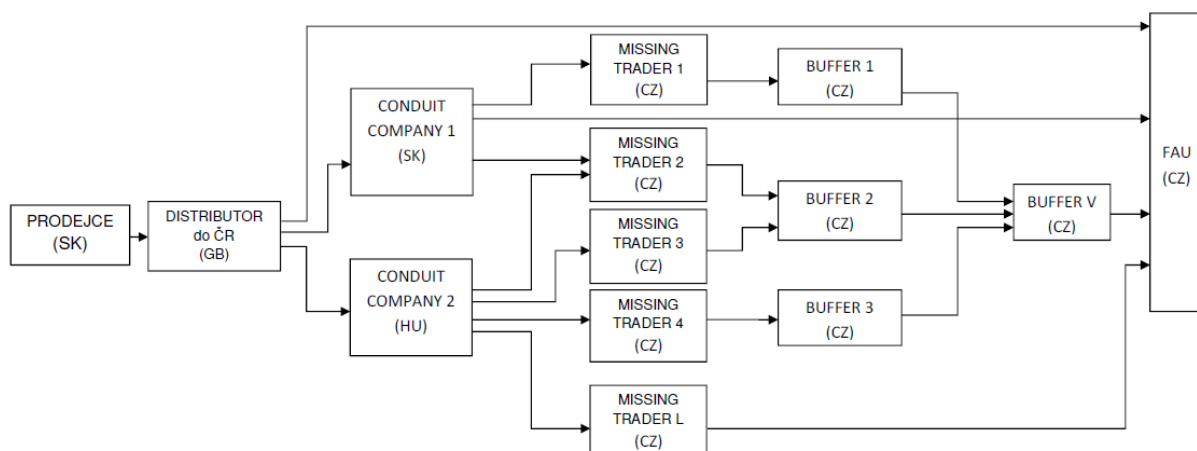 PRODEJCE
(SK)
DISTRIBUTOR
do ČR
(GB)
CONDUIT
COMPANY 1
(SK)
CONDUIT
COMPANY 2
(HU)
MISSING
TRADER 1
(CZ)
MISSING
TRADER 2
(CZ)
MISSING
TRADER 3
(CZ)
MISSING
TRADER 4
(CZ)
MISSING
TRADER L
(CZ)
BUFFER 1
(CZ)
BUFFER 2
(CZ)
BUFFER 3
(CZ)
BUFFER V
(CZ)
FAU
(CZ)